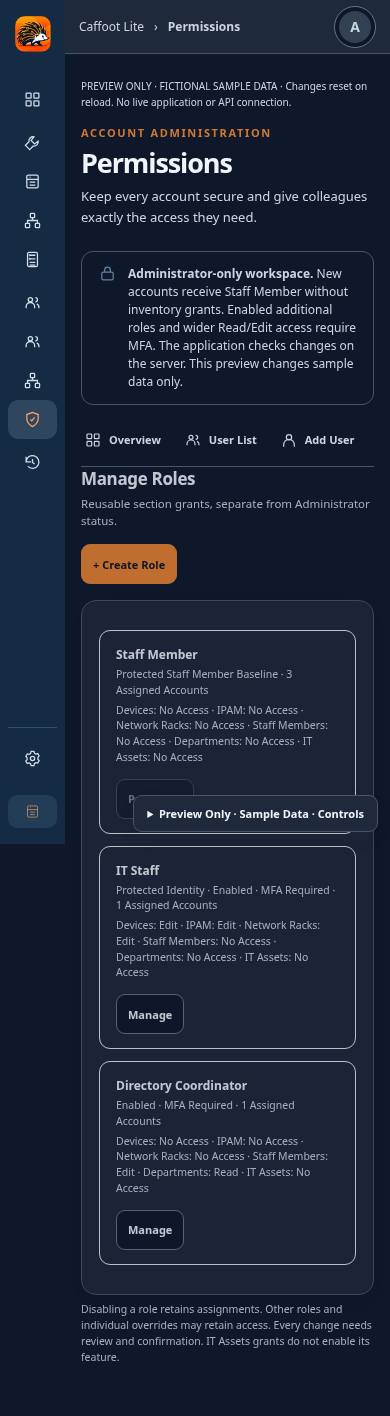 Caffoot Lite › Permissions
A
PREVIEW ONLY · FICTIONAL SAMPLE DATA · Changes reset on
reload. No live application or API connection.
ACCOUNT ADMINISTRATION
Permissions
Keep every account secure and give colleagues
exactly the access they need.
Administrator-only workspace. New
accounts receive Staff Member without
inventory grants. Enabled additional
roles and wider Read/Edit access require
MFA. The application checks changes on
the server. This preview changes sample
data only.
Overview User List Add User
Manage Roles
Reusable section grants, separate from Administrator
status.
+ Create Role
Staff Member
Protected Staff Member Baseline · 3
Assigned Accounts
Devices: No Access · IPAM: No Access ·
Network Racks: No Access · Staff Members:
No Access · Departments: No Access · IT
Assets: No Access
▶ Preview Only · Sample Data · Controls
IT Staff
Protected Identity · Enabled · MFA Required ·
1 Assigned Accounts
Devices: Edit · IPAM: Edit · Network Racks:
Edit · Staff Members: No Access ·
Departments: No Access · IT Assets: No
Access
Manage
Directory Coordinator
Enabled · MFA Required · 1 Assigned
Accounts
Devices: No Access · IPAM: No Access ·
Network Racks: No Access · Staff Members:
Edit · Departments: Read · IT Assets: No
Access
Manage
Disabling a role retains assignments. Other roles and
individual overrides may retain access. Every change needs
review and confirmation. IT Assets grants do not enable its
feature.